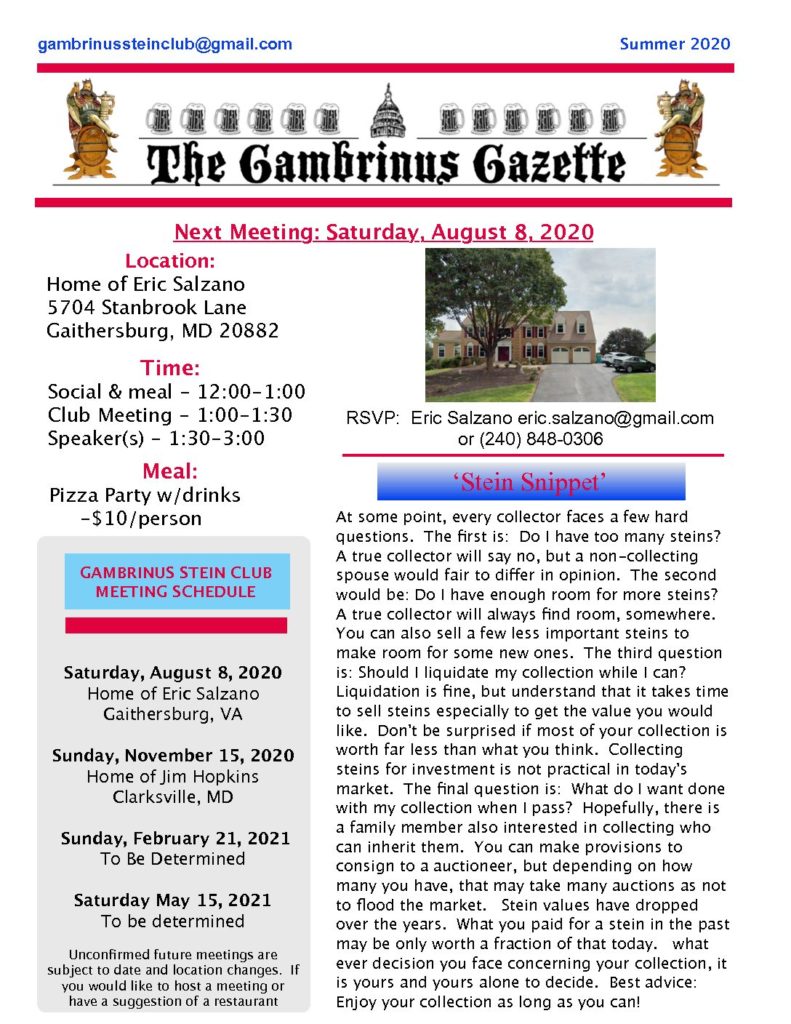 gambrinussteinclub@gmail.com
Summer 2020
The Gambrinus Gazette
Next Meeting: Saturday, August 8, 2020
Location:
Home of Eric Salzano
5704 Stanbrook Lane
Gaithersburg, MD 20882
Time:
Social & meal - 12:00-1:00
Club Meeting - 1:00-1:30
Speaker(s) - 1:30-3:00
Meal:
Pizza Party w/drinks
-$10/person
GAMBRINUS STEIN CLUB
MEETING SCHEDULE
Saturday, August 8, 2020
Home of Eric Salzano
Gaithersburg, VA
Sunday, November 15, 2020
Home of Jim Hopkins
Clarksville, MD
Sunday, February 21, 2021
To Be Determined
Saturday May 15, 2021
To be determined
Unconfirmed future meetings are
subject to date and location changes.  If
you would like to host a meeting or
have a suggestion of a restaurant
RSVP:  Eric Salzano eric.salzano@gmail.com
or (240) 848-0306
‘Stein Snippet’
At some point, every collector faces a few hard
questions.  The first is:  Do I have too many steins?
A true collector will say no, but a non-collecting
spouse would fair to differ in opinion.  The second
would be: Do I have enough room for more steins?
A true collector will always find room, somewhere.
You can also sell a few less important steins to
make room for some new ones.  The third question
is: Should I liquidate my collection while I can?
Liquidation is fine, but understand that it takes time
to sell steins especially to get the value you would
like.  Don't be surprised if most of your collection is
worth far less than what you think.  Collecting
steins for investment is not practical in today's
market.  The final question is:  What do I want done
with my collection when I pass?  Hopefully, there is
a family member also interested in collecting who
can inherit them.  You can make provisions to
consign to a auctioneer, but depending on how
many you have, that may take many auctions as not
to flood the market.   Stein values have dropped
over the years.  What you paid for a stein in the past
may be only worth a fraction of that today.   what
ever decision you face concerning your collection, it
is yours and yours alone to decide.  Best advice:
Enjoy your collection as long as you can!